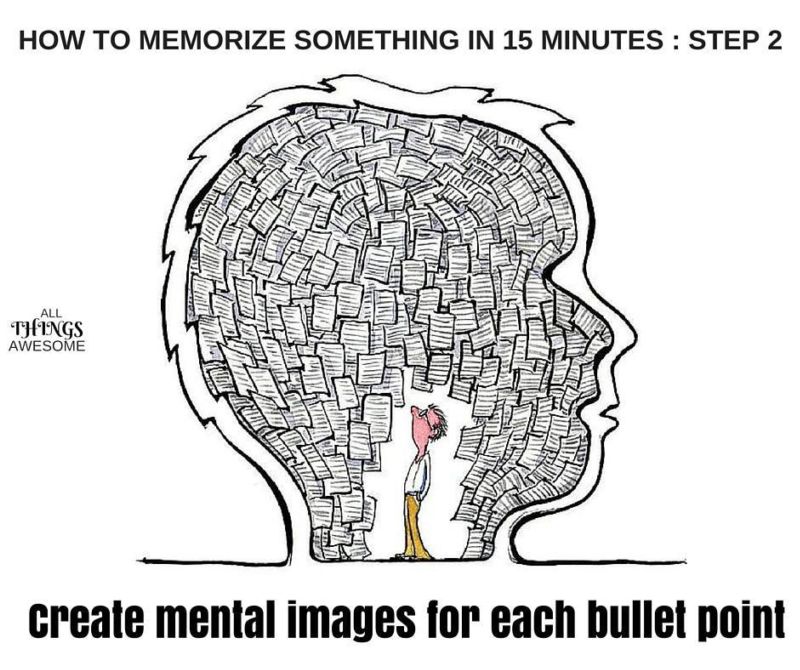 HOW TO MEMORIZE SOMETHING IN 15 MINUTES : STEP 2
ALL
THINGS
AWESOME
Create mental images for each bullet point